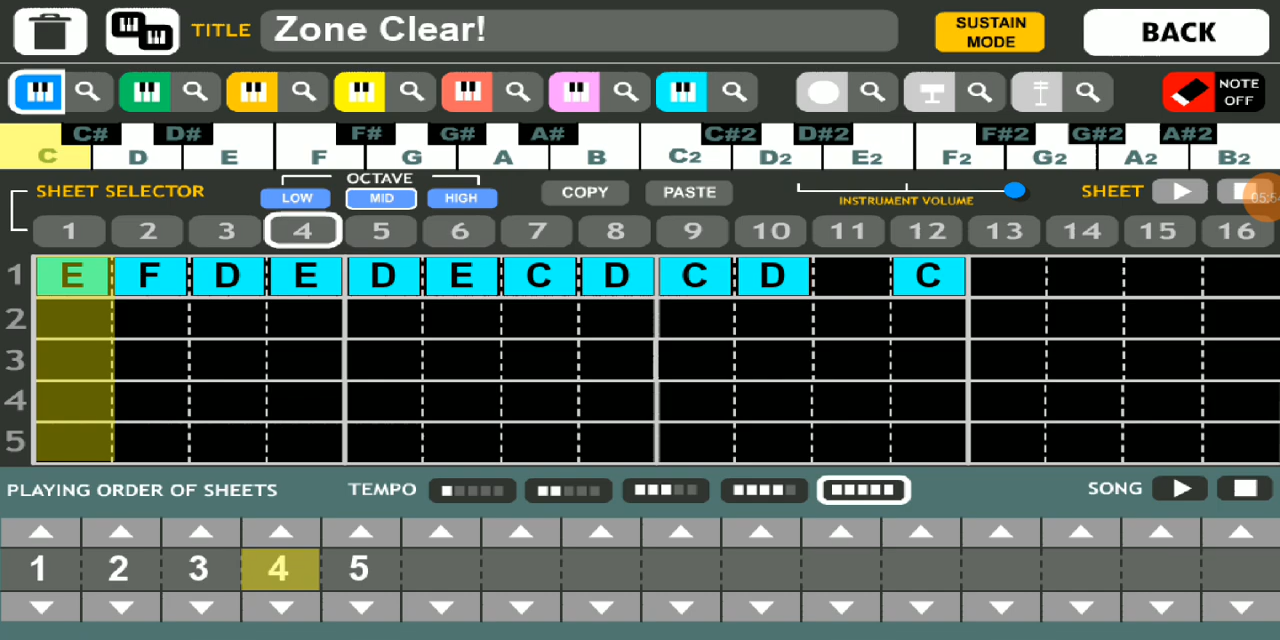 TITLE Zone Clear! SUSTAIN MODE BACK
NOTE OFF
C# D# F# G# A# C#2 D#2 F#2 G#2 A#2
C D E F G A B C2 D2 E2 F2 G2 A2 B2
SHEET SELECTOR OCTAVE LOW MID HIGH COPY PASTE INSTRUMENT VOLUME SHEET
1 2 3 4 5 6 7 8 9 10 11 12 13 14 15 16
1 E F D E D E C D C D C
2
3
4
5
PLAYING ORDER OF SHEETS TEMPO SONG
1 2 3 4 5